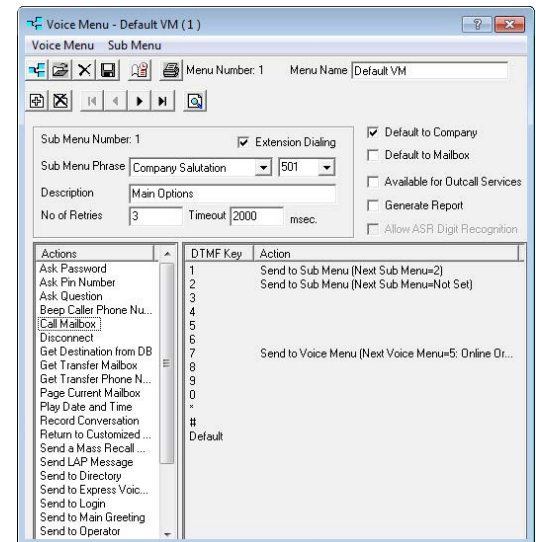 Voice Menu - Default VM ( 1 )
Voice Menu Sub Menu
Menu Number: 1 Menu Name Default VM
Sub Menu Number: 1 Extension Dialing
Sub Menu Phrase Company Salutation 501
Description Main Options
No of Retries 3 Timeout 2000 msec.
Default to Company
Default to Mailbox
Available for Outcall Services
Generate Report
Allow ASR Digit Recognition
Actions
Ask Password
Ask Pin Number
Ask Question
Beep Caller Phone Nu...
Call Mailbox
Disconnect
Get Destination from DB
Get Transfer Mailbox
Get Transfer Phone N...
Page Current Mailbox
Play Date and Time
Record Conversation
Return to Customized ...
Send a Mass Recall ...
Send LAP Message
Send to Directory
Send to Express Voic...
Send to Login
Send to Main Greeting
Send to Operator
DTMF Key Action
1 Send to Sub Menu (Next Sub Menu=2)
2 Send to Sub Menu (Next Sub Menu=Not Set)
3
4
5
6
7 Send to Voice Menu (Next Voice Menu=5: Online Or...
8
9
0
*
#
Default